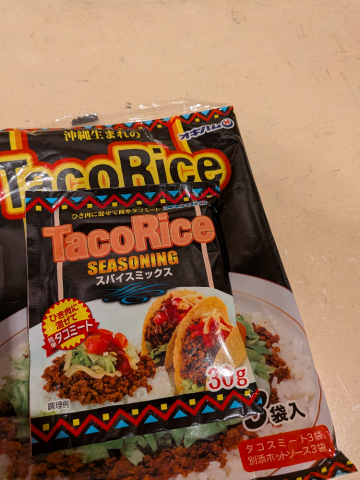 沖縄生まれの
オキハム
TacoRice
ひき肉に混ぜて簡単タコミート
TacoRice
SEASONING
スパイスミックス
ひき肉に
混ぜて
簡単
タコミート
30g
調理例
3袋入
タコスミート3袋、
別添ホットソース3袋